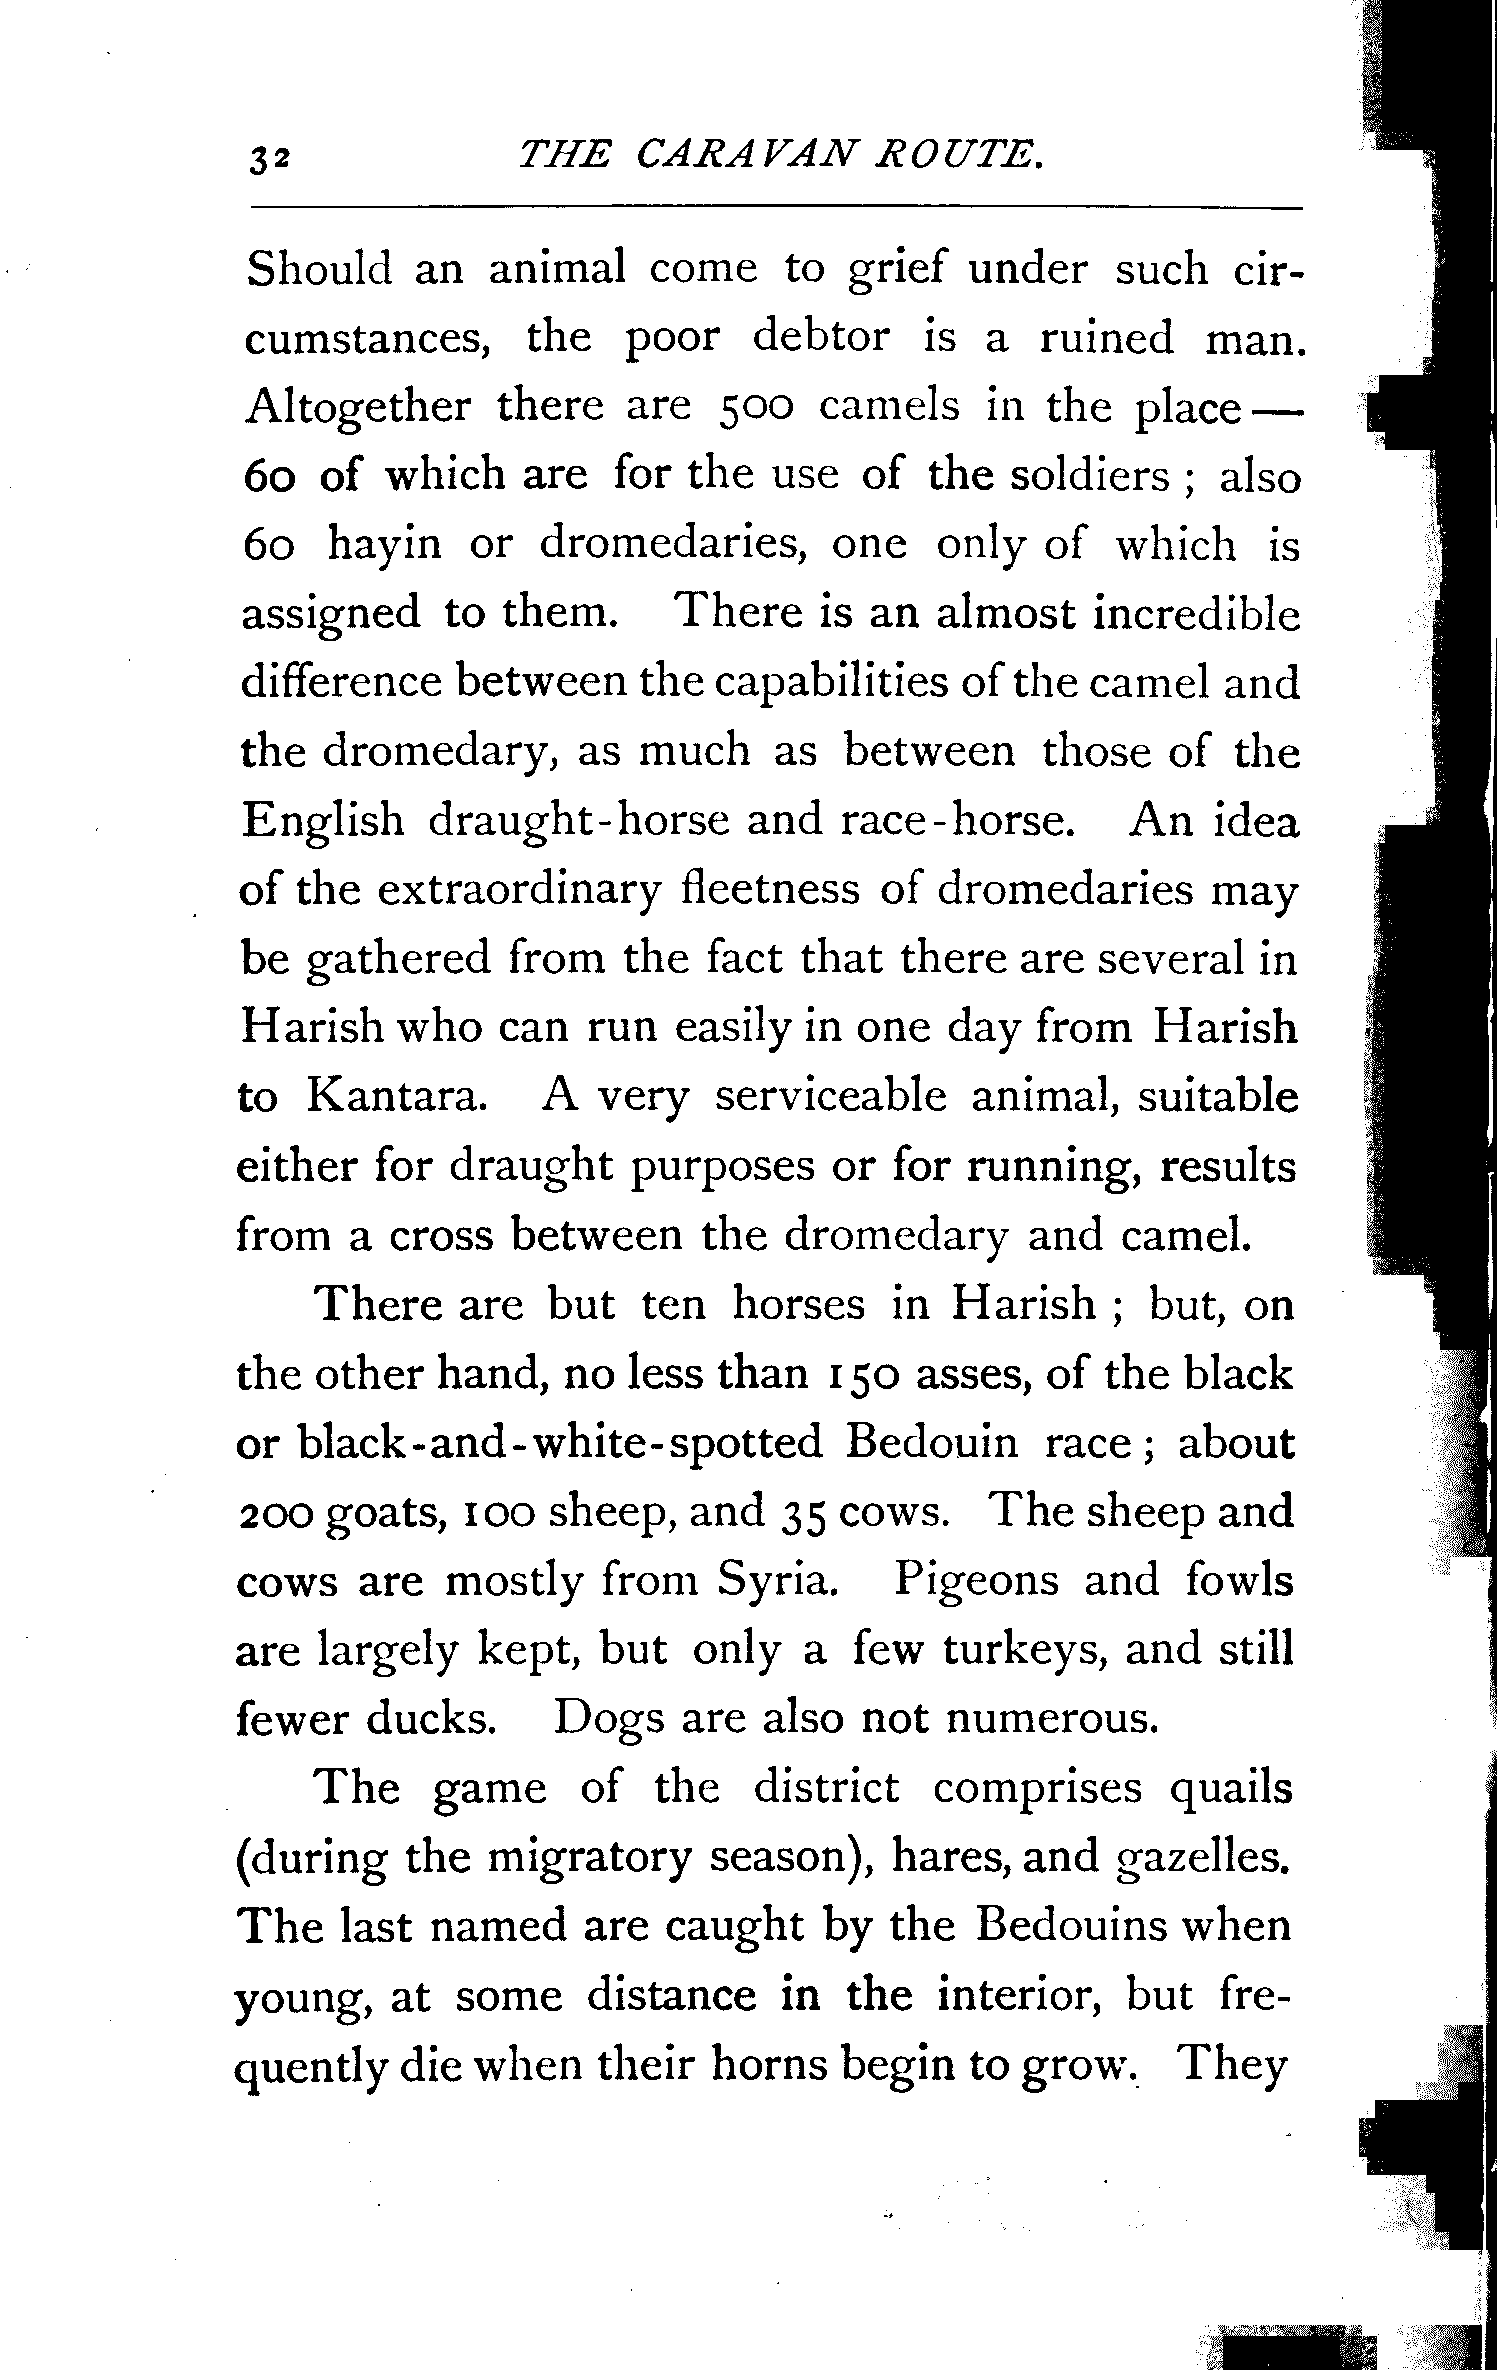 32 THE CARAVAN ROUTE.
Should an animal come to grief under such cir-
cumstances, the poor debtor is a ruined man.
Altogether there are 500 camels in the place—
60 of which are for the use of the soldiers ; also
60 hayin or dromedaries, one only of which is
assigned to them. There is an almost incredible
difference between the capabilities of the camel and
the dromedary, as much as between those of the
English draught-horse and race-horse. An idea
of the extraordinary fleetness of dromedaries may
be gathered from the fact that there are several in
Harish who can run easily in one day from Harish
to Kantara. A very serviceable animal, suitable
either for draught purposes or for running, results
from a cross between the dromedary and camel.
There are but ten horses in Harish ; but, on
the other hand, no less than 150 asses, of the black
or black-and-white-spotted Bedouin race ; about
200 goats, 100 sheep, and 35 cows. The sheep and
cows are mostly from Syria. Pigeons and fowls
are largely kept, but only a few turkeys, and still
fewer ducks. Dogs are also not numerous.
The game of the district comprises quails
(during the migratory season), hares, and gazelles.
The last named are caught by the Bedouins when
young, at some distance in the interior, but fre-
quently die when their horns begin to grow. They